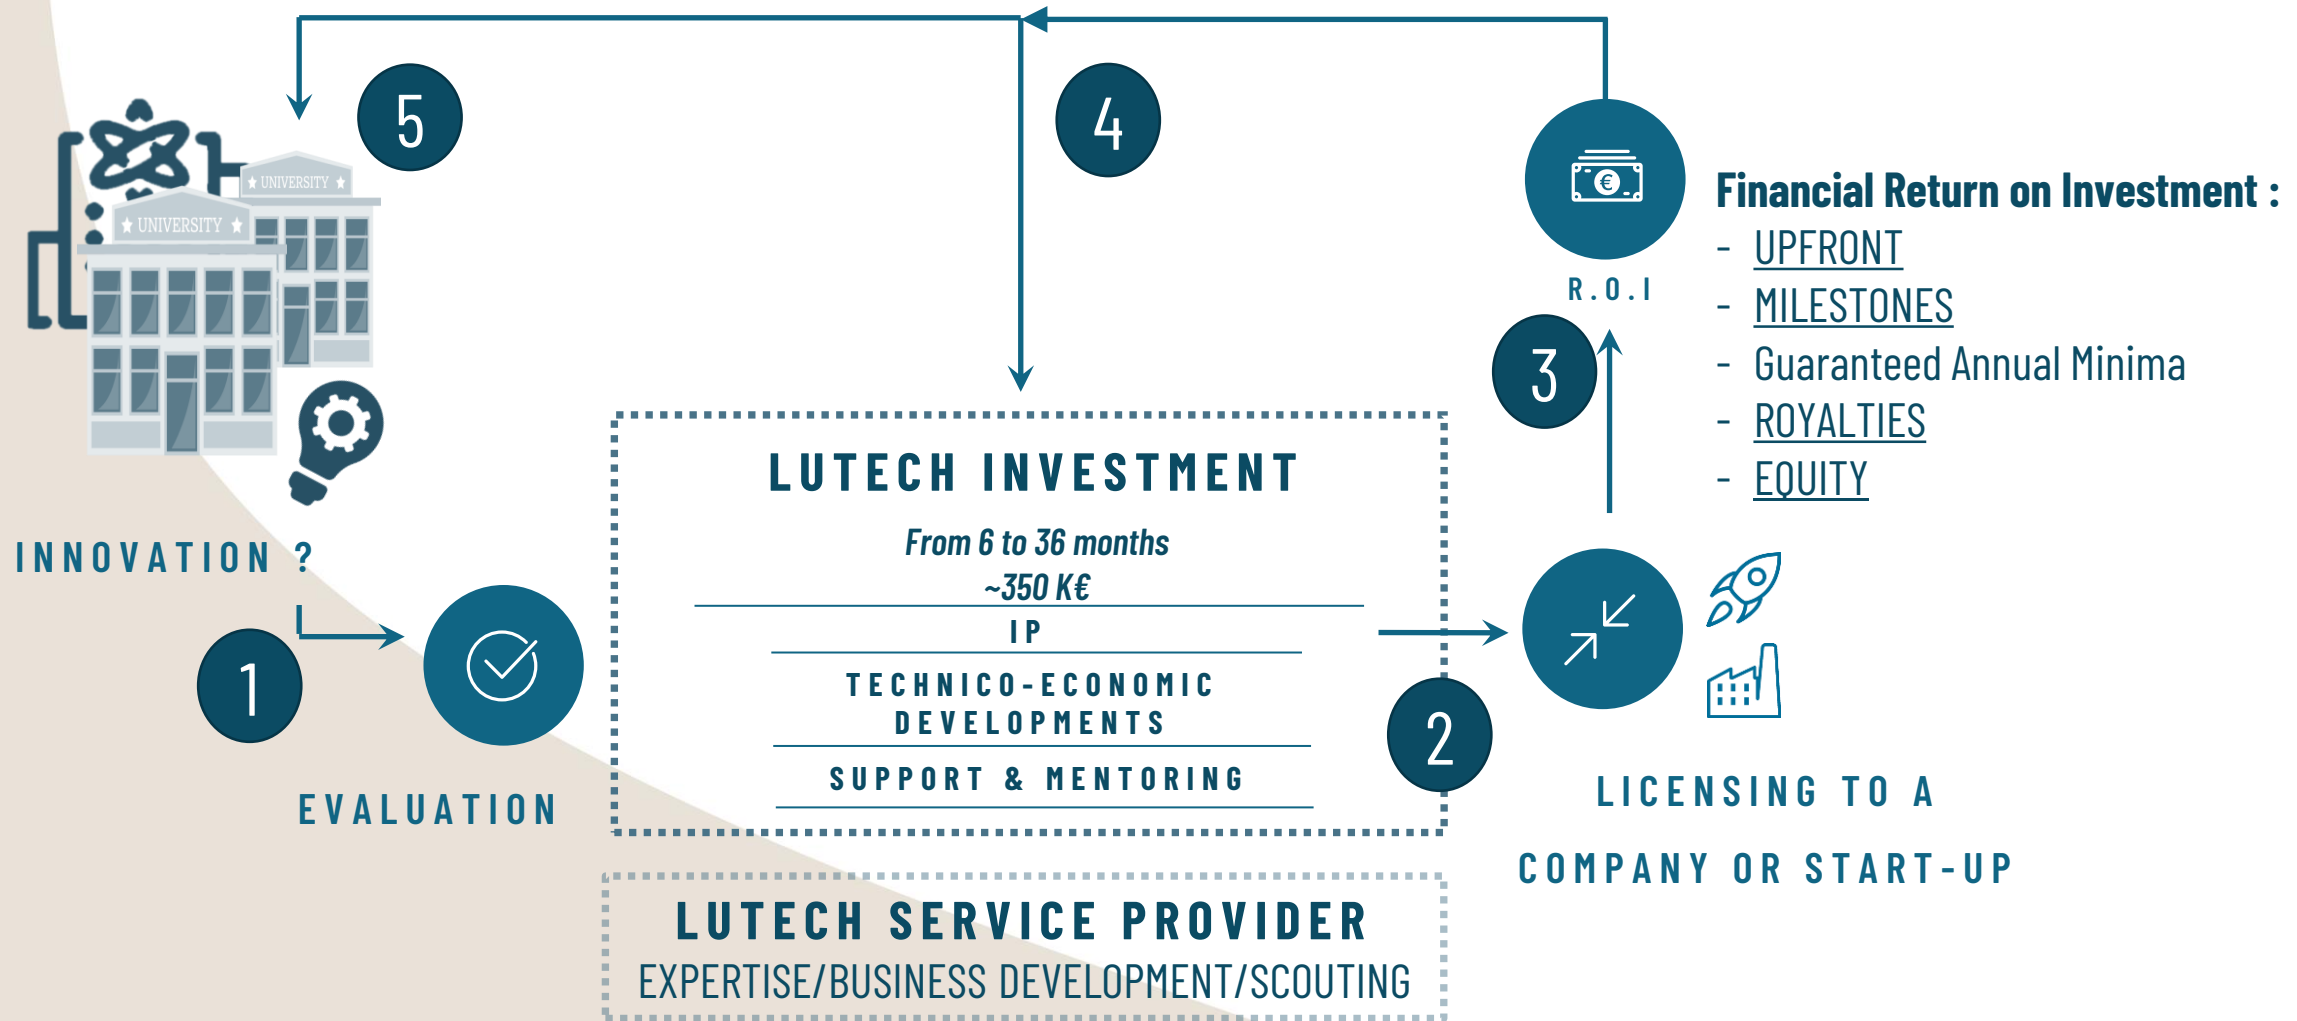 5
4
UNIVERSITY
UNIVERSITY
€
R.O.I
Financial Return on Investment :
- UPFRONT
- MILESTONES
- Guaranteed Annual Minima
- ROYALTIES
- EQUITY
3
INNOVATION ?
1
EVALUATION
LUTECH INVESTMENT
From 6 to 36 months
~350 K€
IP
TECHNICO-ECONOMIC
DEVELOPMENTS
SUPPORT & MENTORING
2
LICENSING TO A
COMPANY OR START-UP
LUTECH SERVICE PROVIDER
EXPERTISE/BUSINESS DEVELOPMENT/SCOUTING